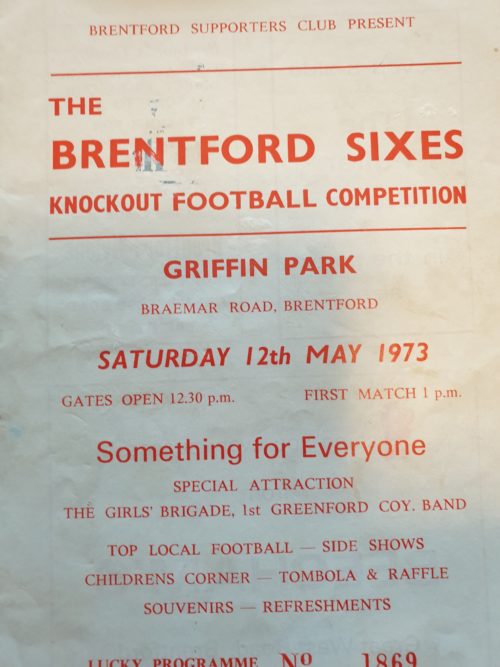 BRENTFORD SUPPORTERS CLUB PRESENT
THE
BRENTFORD SIXES
KNOCKOUT FOOTBALL COMPETITION
GRIFFIN PARK
BRAEMAR ROAD, BRENTFORD
SATURDAY 12th MAY 1973
GATES OPEN 12.30 p.m. FIRST MATCH 1 p.m.
Something for Everyone
SPECIAL ATTRACTION
THE GIRLS' BRIGADE, 1st GREENFORD COY. BAND
TOP LOCAL FOOTBALL — SIDE SHOWS
CHILDRENS CORNER — TOMBOLA & RAFFLE
SOUVENIRS — REFRESHMENTS
LUCKY PROGRAMME No 1869